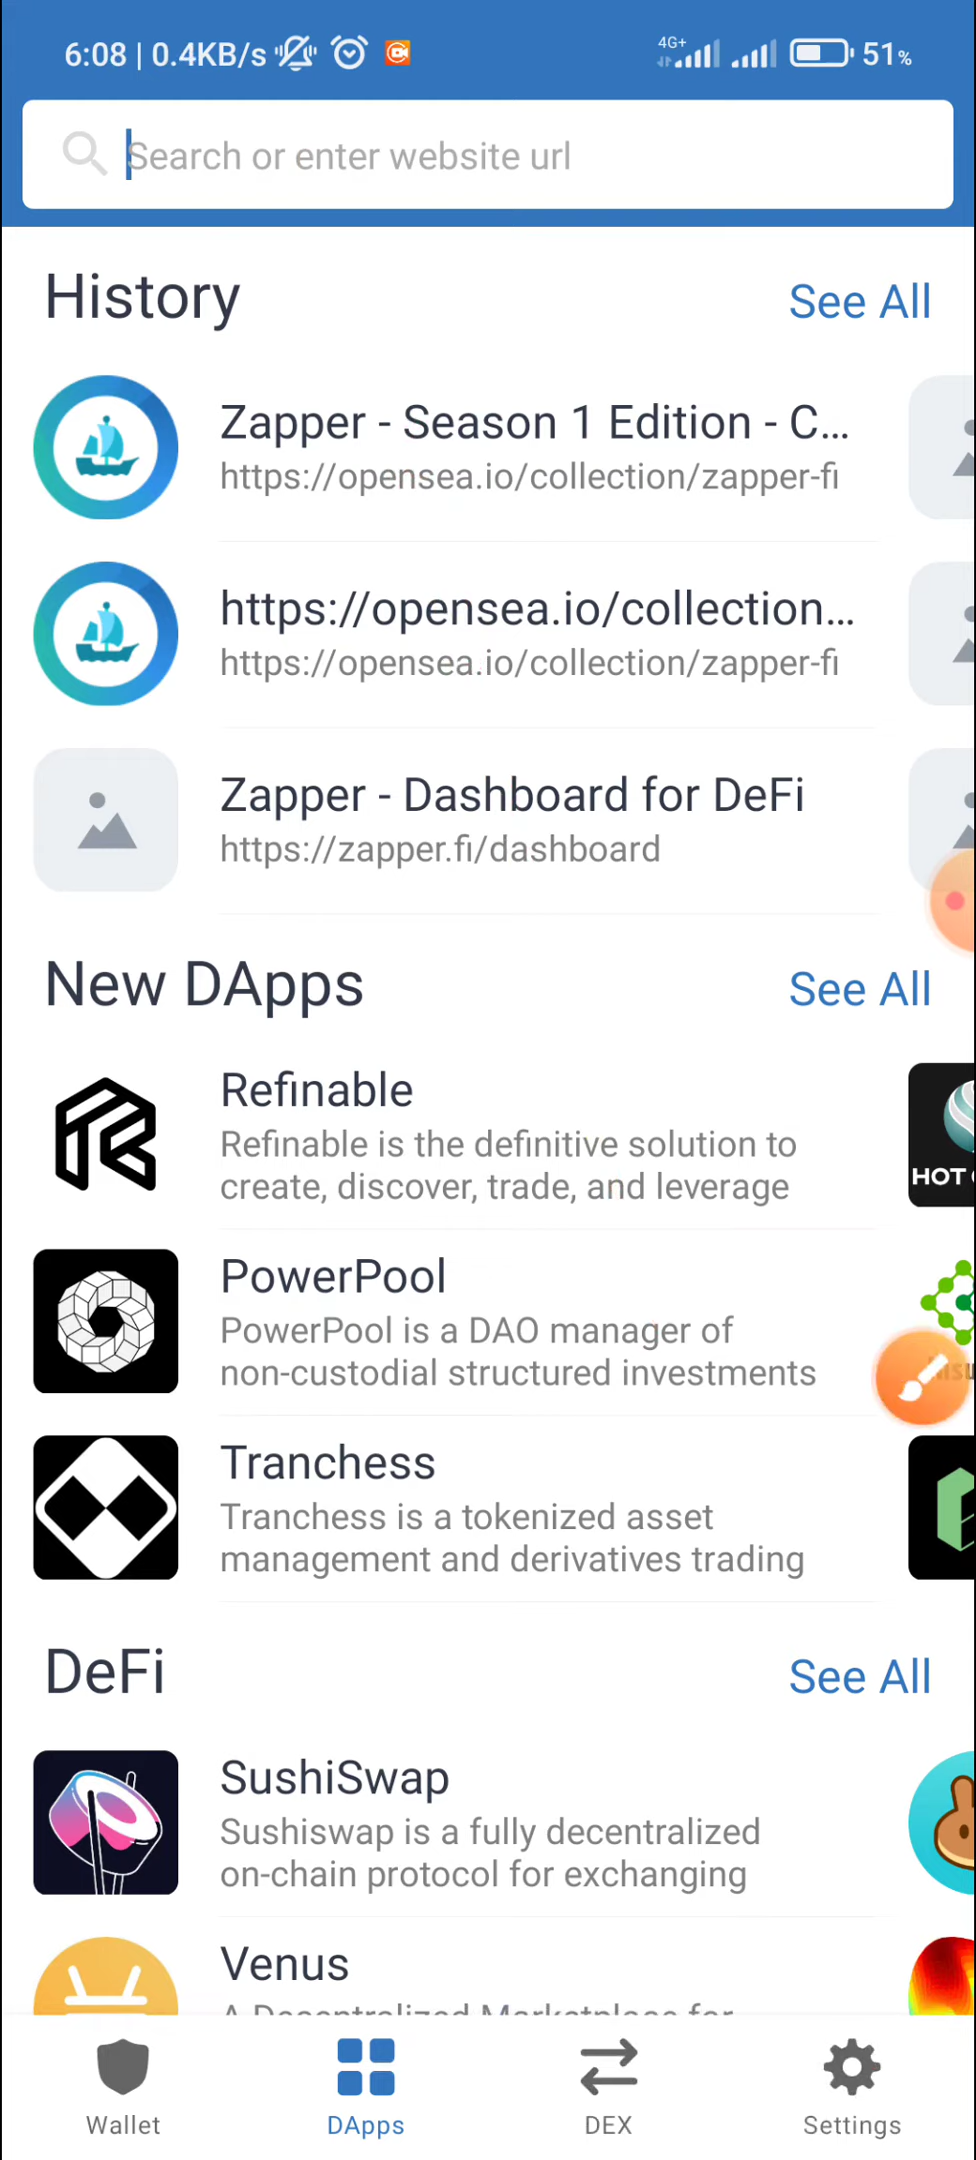 6:08 | 0.4KB/s 4G+ 51%
Search or enter website url
History See All
Zapper - Season 1 Edition - C...
https://opensea.io/collection/zapper-fi
https://opensea.io/collection...
https://opensea.io/collection/zapper-fi
Zapper - Dashboard for DeFi
https://zapper.fi/dashboard
New DApps See All
Refinable
Refinable is the definitive solution to
create, discover, trade, and leverage
HOT
PowerPool
PowerPool is a DAO manager of
non-custodial structured investments
Tranchess
Tranchess is a tokenized asset
management and derivatives trading
DeFi See All
SushiSwap
Sushiswap is a fully decentralized
on-chain protocol for exchanging
Venus
A Decentralized Marketplace for
Wallet DApps DEX Settings